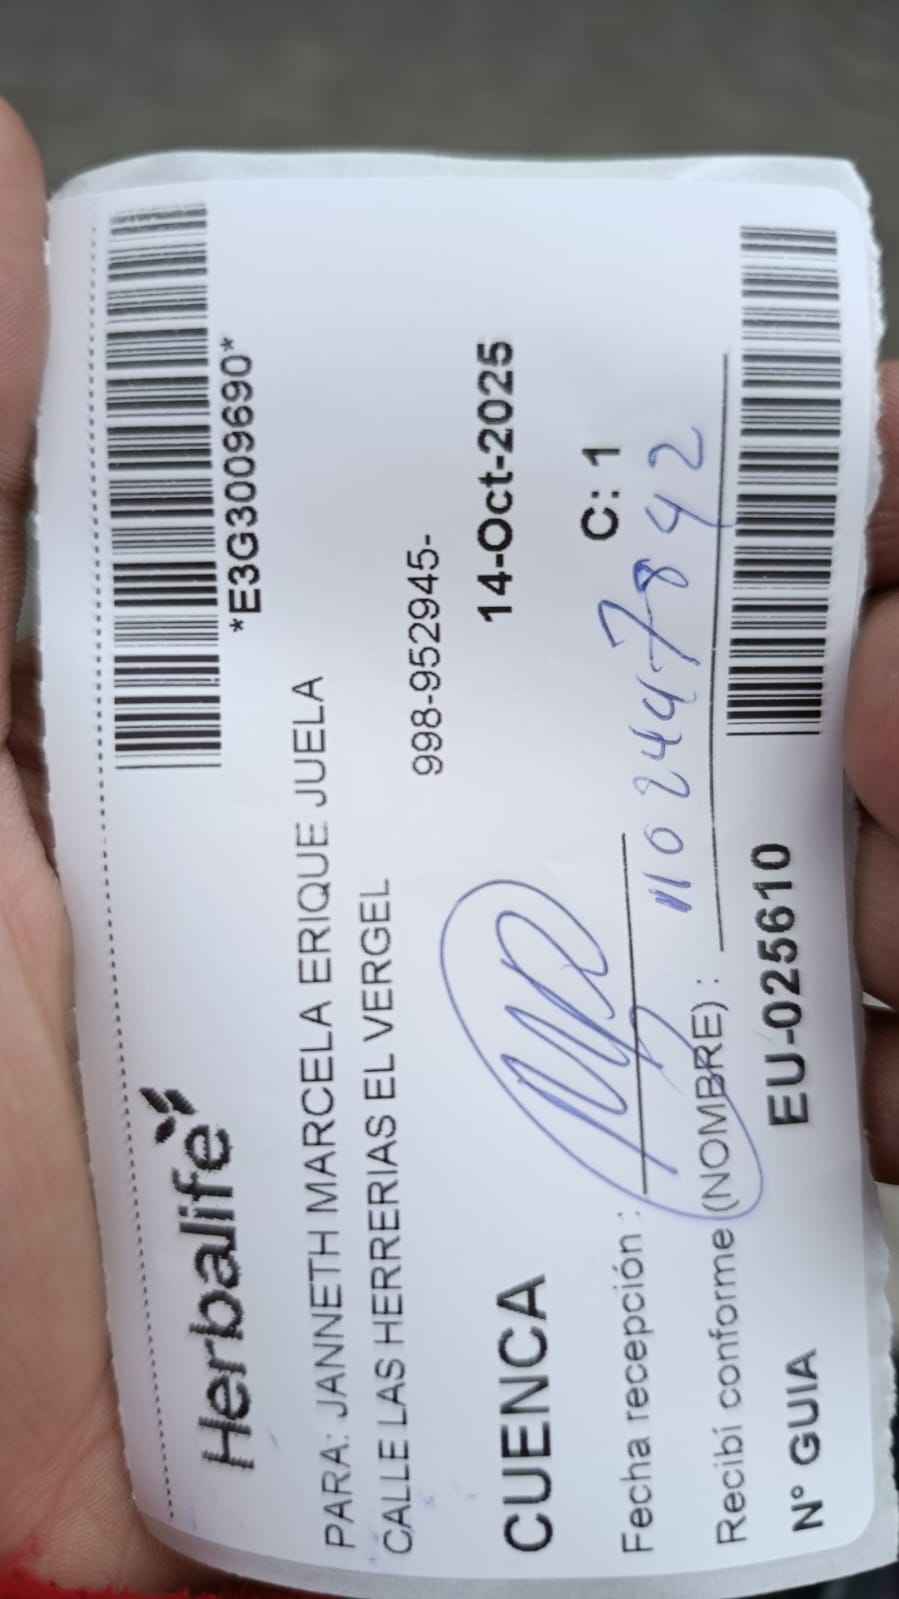 *E3G3009690*
Herbalife
PARA: JANNETH MARCELA ERIQUE JUELA
CALLE LAS HERRERIAS EL VERGEL
998-952945-
CUENCA 14-Oct-2025
Fecha recepción : C: 1
Recibí conforme (NOMBRE) :
N° GUIA EU-025610